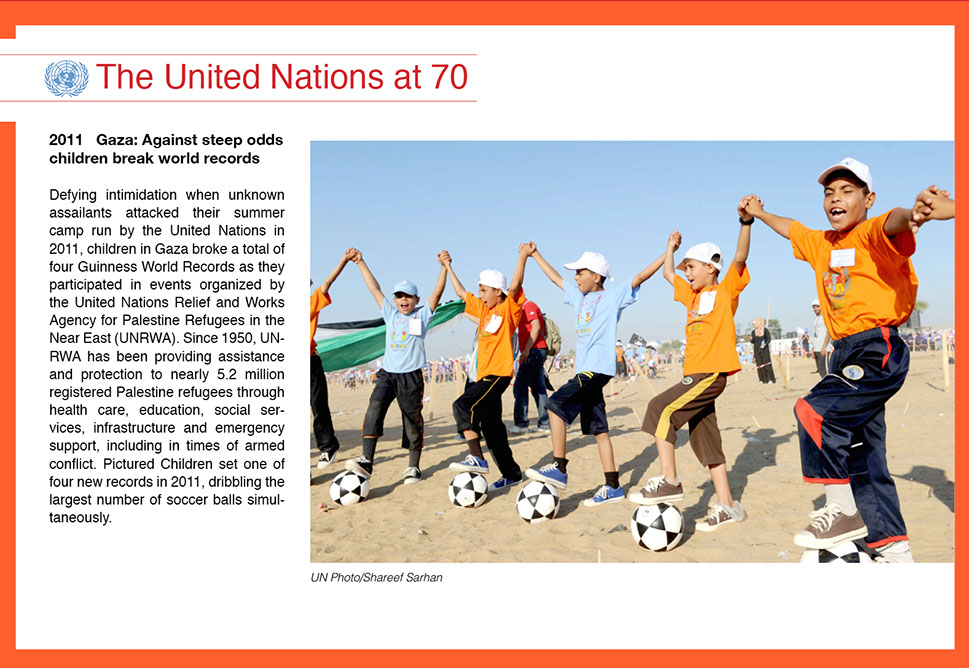 The United Nations at 70
2011 Gaza: Against steep odds
children break world records
Defying intimidation when unknown
assailants attacked their summer
camp run by the United Nations in
2011, children in Gaza broke a total of
four Guinness World Records as they
participated in events organized by
the United Nations Relief and Works
Agency for Palestine Refugees in the
Near East (UNRWA). Since 1950, UN-
RWA has been providing assistance
and protection to nearly 5.2 million
registered Palestine refugees through
health care, education, social ser-
vices, infrastructure and emergency
support, including in times of armed
conflict. Pictured Children set one of
four new records in 2011, dribbling the
largest number of soccer balls simul-
taneously.
UN Photo/Shareef Sarhan